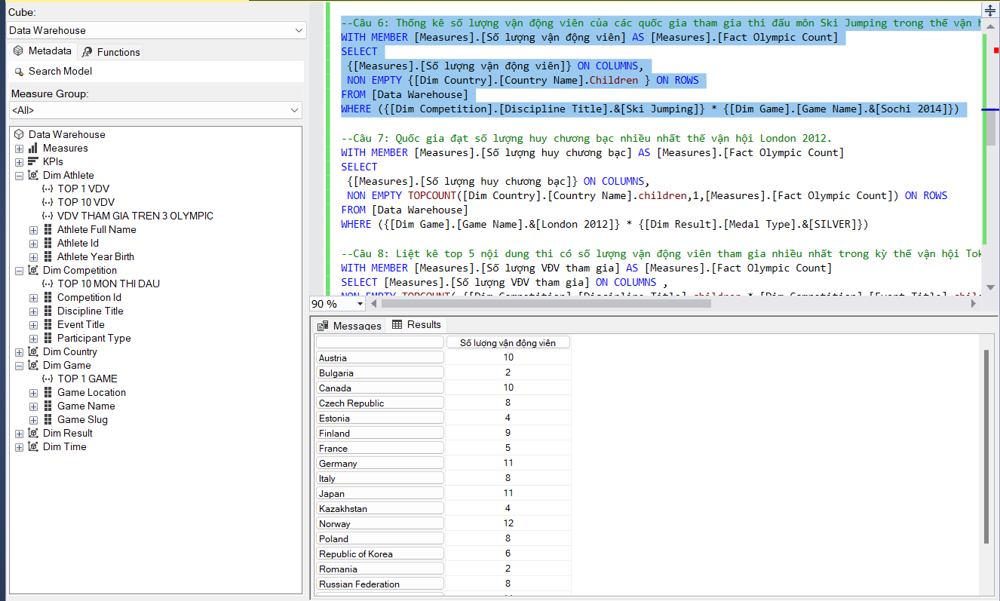 Cube:
Data Warehouse
Metadata
Functions
Search Model
Measure Group:
<All>
Data Warehouse
Measures
KPIs
Dim Athlete
TOP 1 VDV
TOP 10 VDV
VDV THAM GIA TREN 3 OLYMPIC
Athlete Full Name
Athlete Id
Athlete Year Birth
Dim Competition
TOP 10 MON THI DAU
Competition Id
Discipline Title
Event Title
Participant Type
Dim Country
Dim Game
TOP 1 GAME
Game Location
Game Name
Game Slug
Dim Result
Dim Time
--Câu 6: Thống kê số lượng vận động viên của các quốc gia tham gia thi đấu môn Ski Jumping trong thế vận
WITH MEMBER [Measures].[Số lượng vận động viên] AS [Measures].[Fact Olympic Count]
SELECT
{[Measures].[Số lượng vận động viên]} ON COLUMNS,
NON EMPTY {[Dim Country].[Country Name].Children } ON ROWS
FROM [Data Warehouse]
WHERE ({[Dim Competition].[Discipline Title].&[Ski Jumping]} * {[Dim Game].[Game Name].&[Sochi 2014]})
--Câu 7: Quốc gia đạt số lượng huy chương bạc nhiều nhất thế vận hội London 2012.
WITH MEMBER [Measures].[Số lượng huy chương bạc] AS [Measures].[Fact Olympic Count]
SELECT
{[Measures].[Số lượng huy chương bạc]} ON COLUMNS,
NON EMPTY TOPCOUNT([Dim Country].[Country Name].children,1,[Measures].[Fact Olympic Count]) ON ROWS
FROM [Data Warehouse]
WHERE ({[Dim Game].[Game Name].&[London 2012]} * {[Dim Result].[Medal Type].&[SILVER]})
--Câu 8: Liệt kê top 5 nội dung thi có số lượng vận động viên tham gia nhiều nhất trong kỳ thế vận hội Tok
WITH MEMBER [Measures].[Số lượng VĐV tham gia] AS [Measures].[Fact Olympic Count]
SELECT [Measures].[Số lượng VĐV tham gia] ON COLUMNS ,
NON EMPTY TOPCOUNT( {[Dim Competition].[Discipline Title].children * [Dim Competition].[Event Title].chil
90 %
Messages
Results
Số lượng vận động viên
Austria 10
Bulgaria 2
Canada 10
Czech Republic 8
Estonia 4
Finland 9
France 5
Germany 11
Italy 8
Japan 11
Kazakhstan 4
Norway 12
Poland 8
Republic of Korea 6
Romania 2
Russian Federation 8